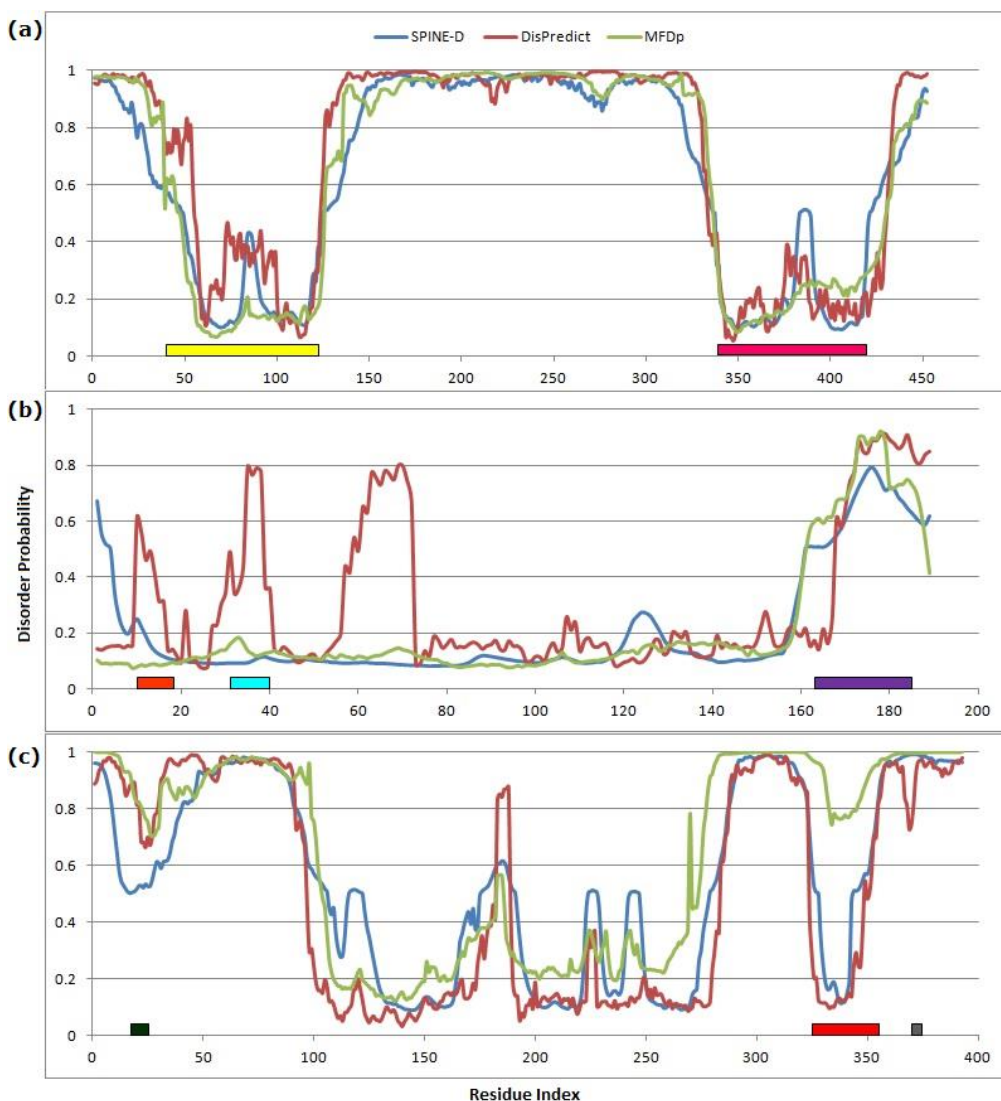 (a)
SPINE-D DisPredict MFDp
1
0.8
0.6
0.4
0.2
0
0 50 100 150 200 250 300 350 400 450
(b)
Disorder Probability
1
0.8
0.6
0.4
0.2
0
0 20 40 60 80 100 120 140 160 180 200
(c)
1
0.8
0.6
0.4
0.2
0
0 50 100 150 200 250 300 350 400
Residue Index